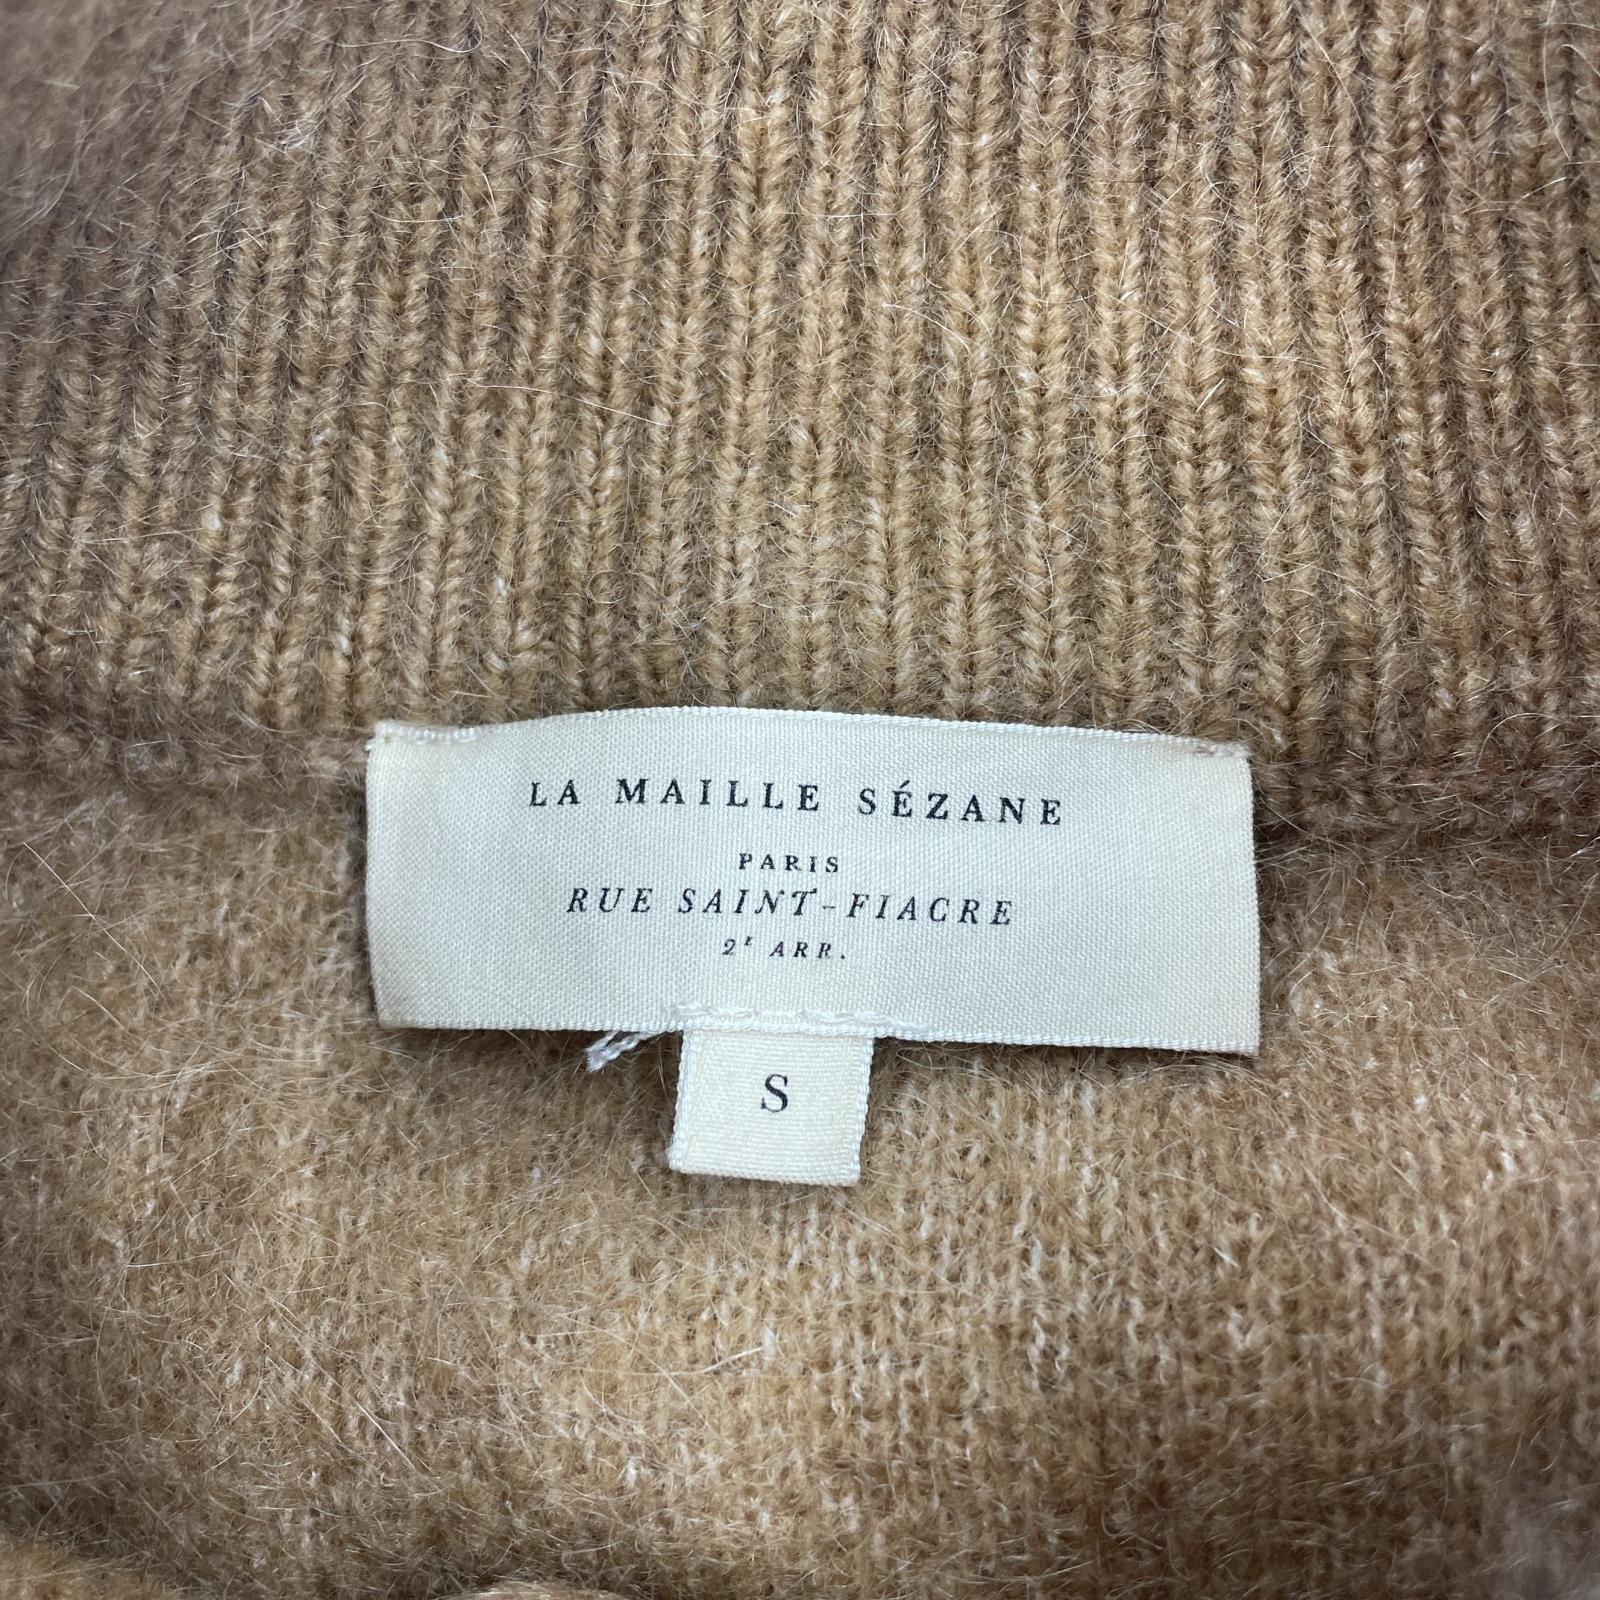 LA MAILLE SÉZANE
PARIS
RUE SAINT-FIACRE
2E ARR.
S